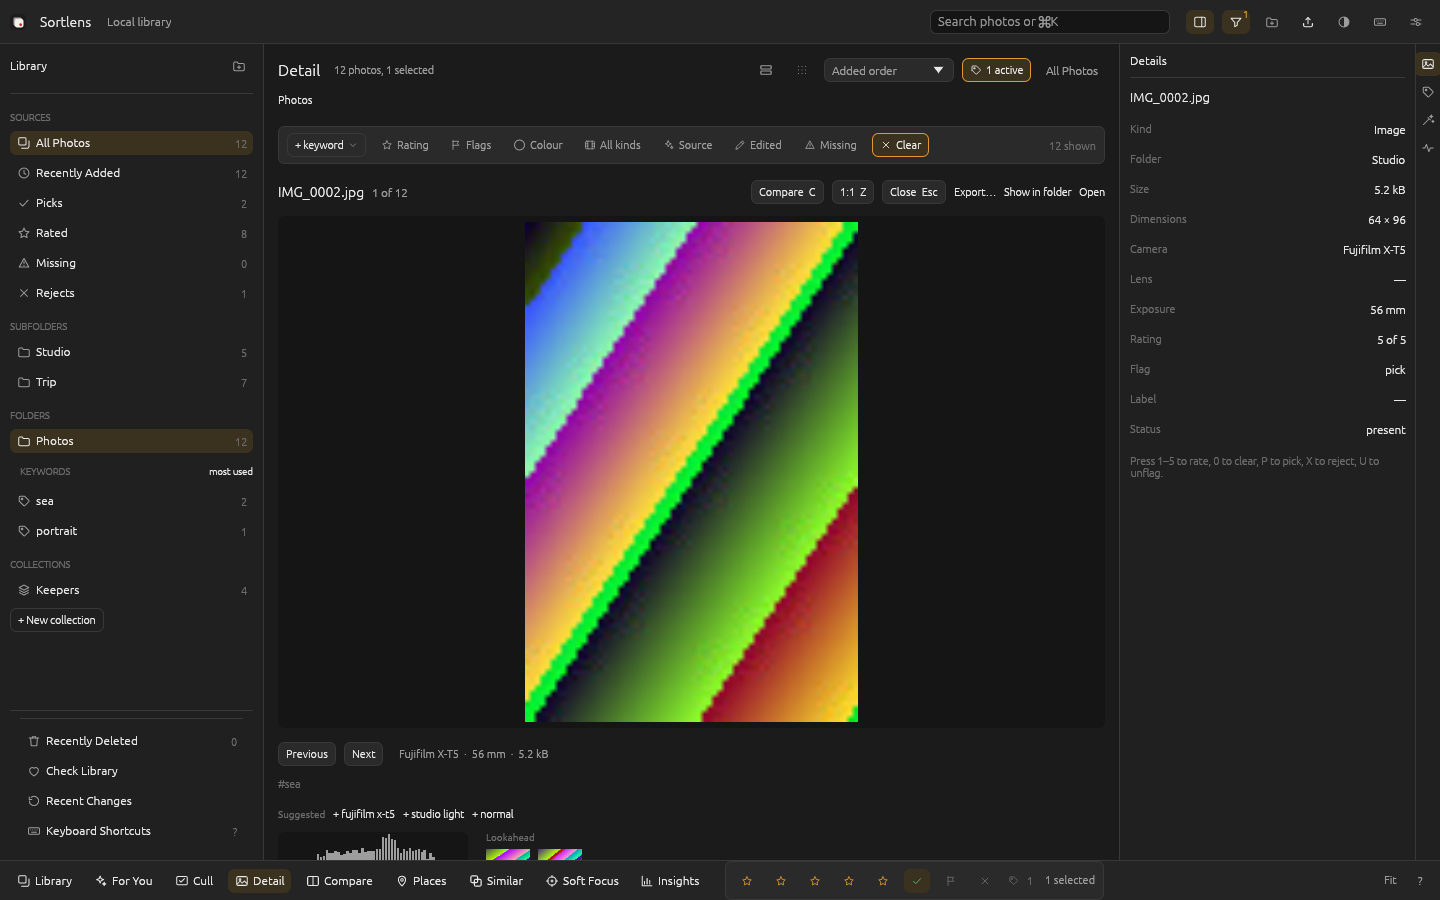 Sortlens Local library
Search photos or ⌘K
Library
SOURCES
All Photos 12
Recently Added 12
Picks 2
Rated 8
Missing 0
Rejects 1
SUBFOLDERS
Studio 5
Trip 7
FOLDERS
Photos 12
KEYWORDS most used
sea 2
portrait 1
COLLECTIONS
Keepers 4
+ New collection
Recently Deleted 0
Check Library
Recent Changes
Keyboard Shortcuts ?
Detail 12 photos, 1 selected
Added order
1 active
All Photos
Photos
+ keyword
Rating
Flags
Colour
All kinds
Source
Edited
Missing
Clear
12 shown
IMG_0002.jpg 1 of 12
Compare C
1:1 Z
Close Esc
Export…
Show in folder
Open
Previous
Next
Fujifilm X-T5 · 56 mm · 5.2 kB
#sea
Suggested + fujifilm x-t5 + studio light + normal
Lookahead
Details
IMG_0002.jpg
Kind Image
Folder Studio
Size 5.2 kB
Dimensions 64 × 96
Camera Fujifilm X-T5
Lens —
Exposure 56 mm
Rating 5 of 5
Flag pick
Label —
Status present
Press 1–5 to rate, 0 to clear, P to pick, X to reject, U to
unflag.
Library
For You
Cull
Detail
Compare
Places
Similar
Soft Focus
Insights
1
1 selected
Fit
?